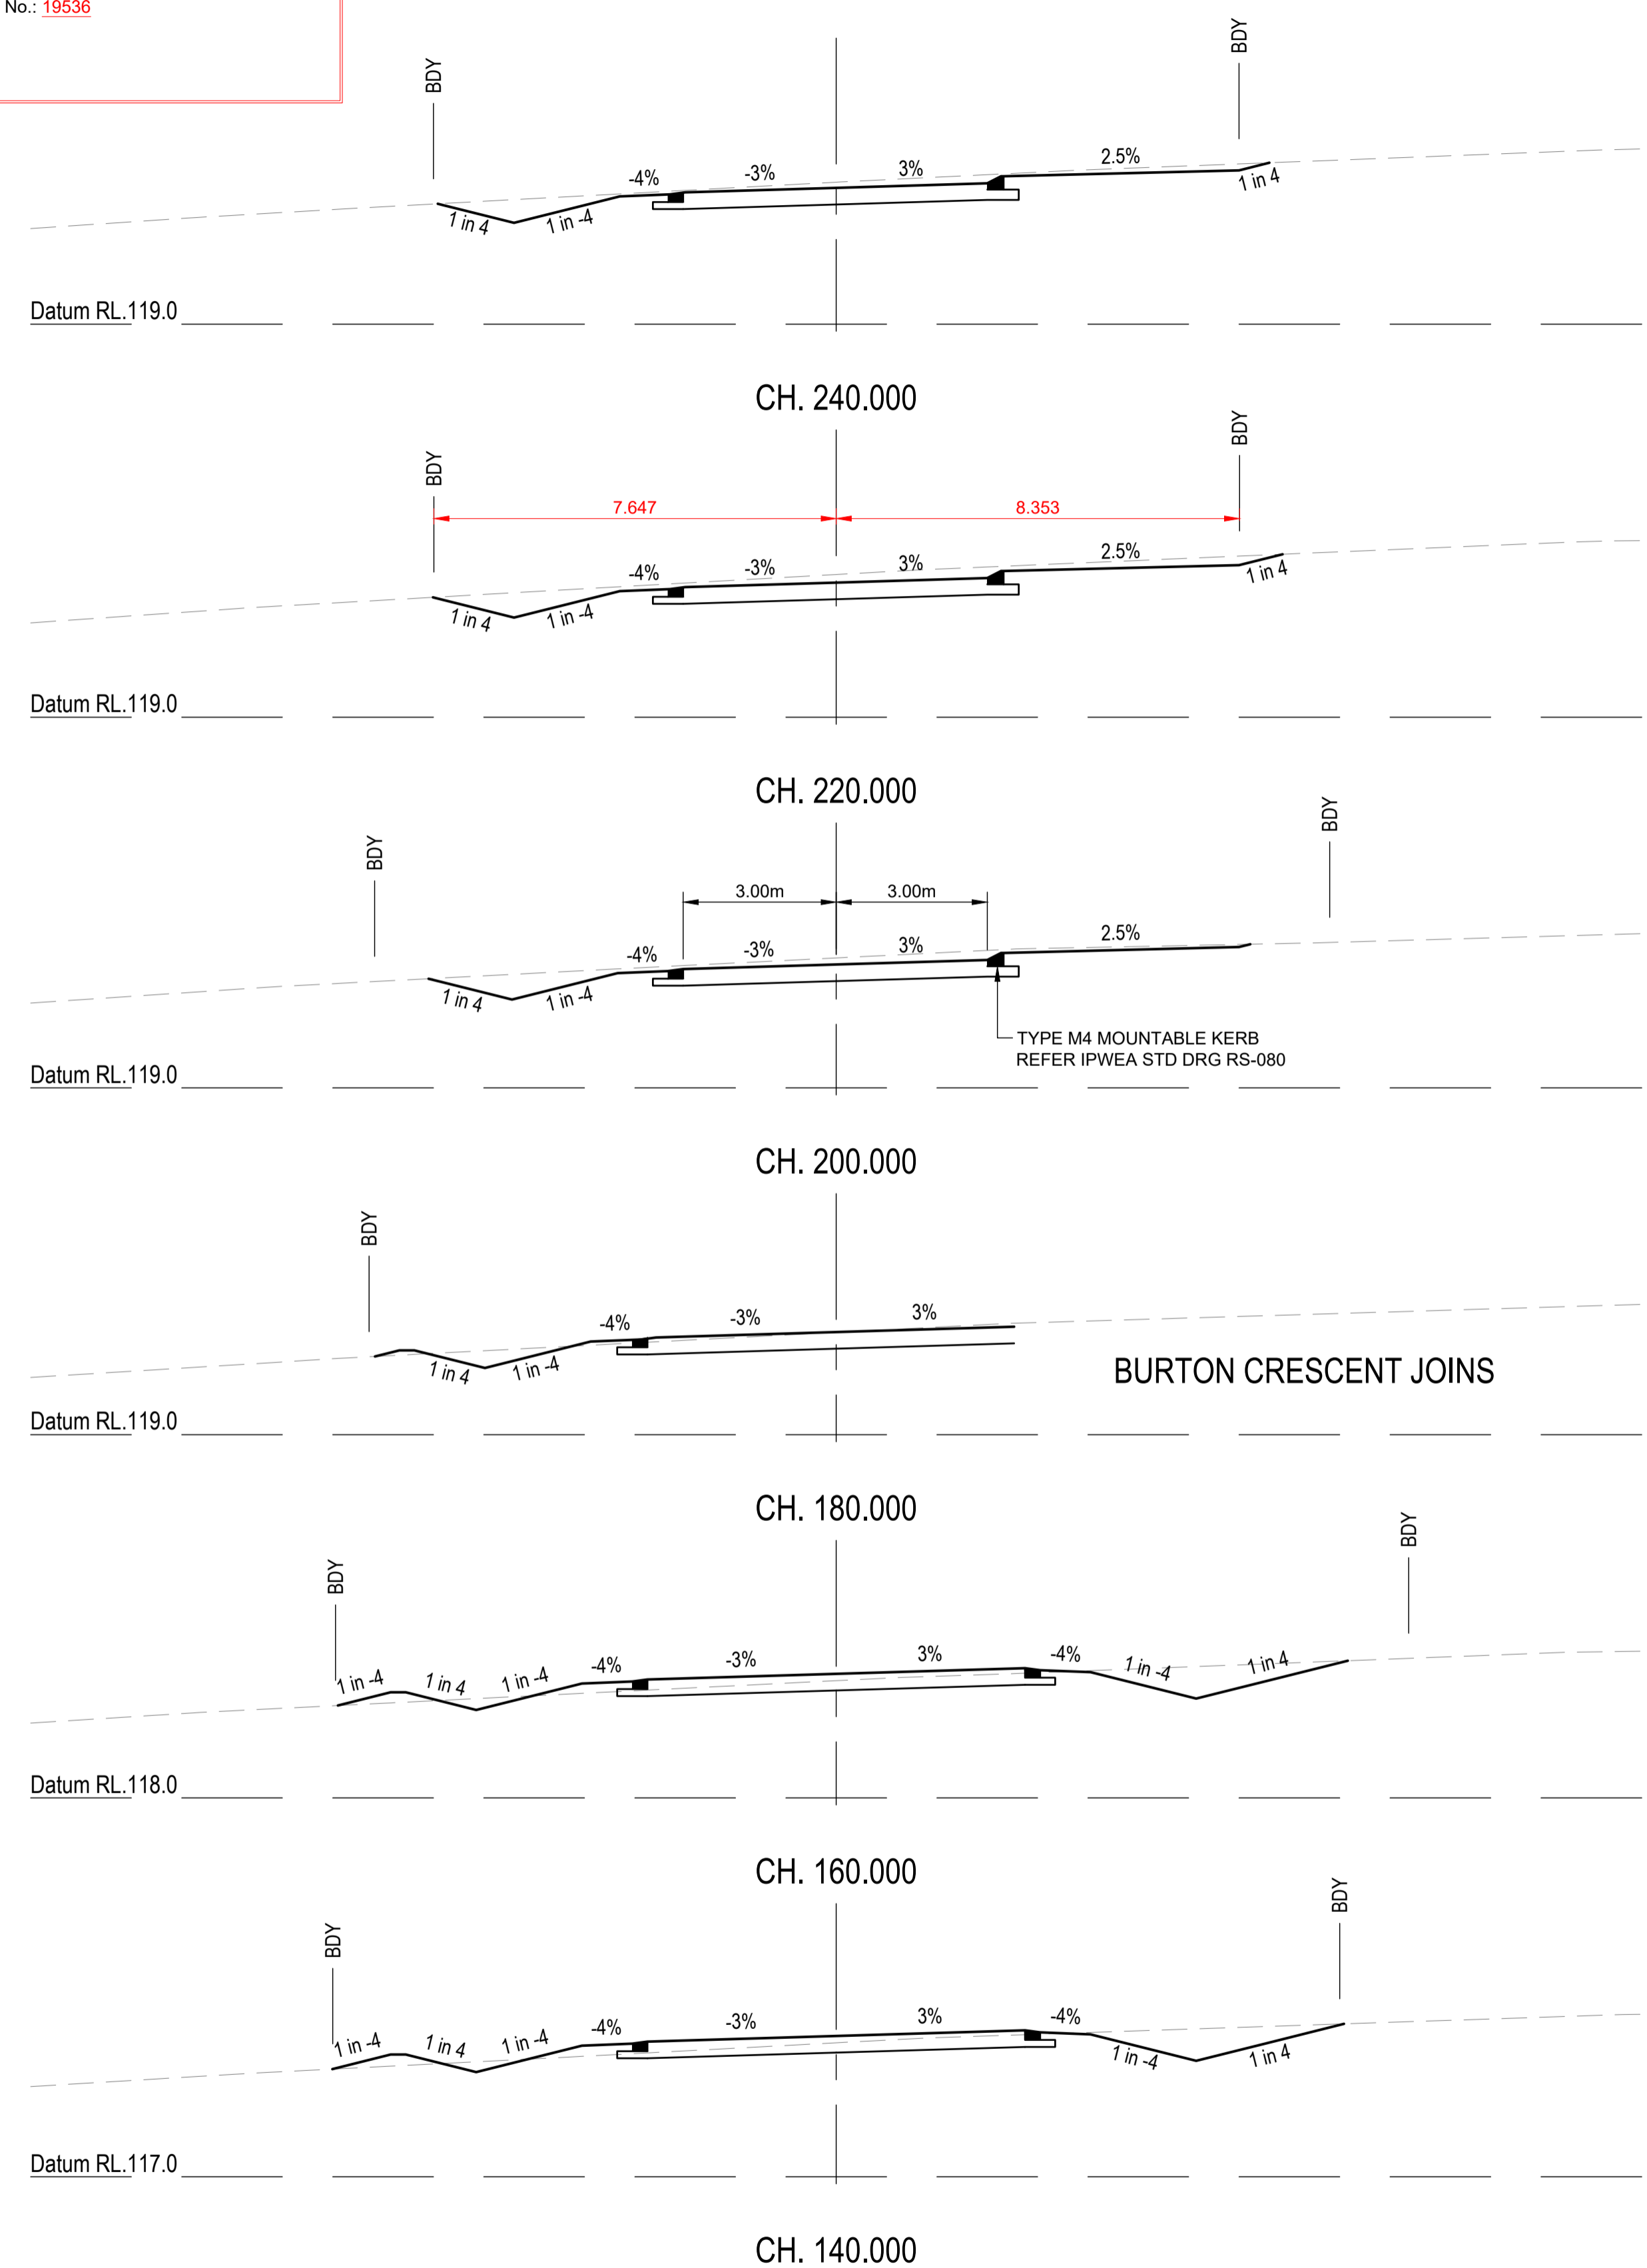 No.: 19536
BDY
BDY
-4%
-3%
3%
2.5%
1 in 4
1 in -4
1 in 4
Datum RL.119.0
CH. 240.000
BDY
BDY
7.647
8.353
-4%
-3%
3%
2.5%
1 in 4
1 in -4
1 in 4
Datum RL.119.0
CH. 220.000
BDY
BDY
3.00m
3.00m
-4%
-3%
3%
2.5%
1 in 4
1 in -4
TYPE M4 MOUNTABLE KERB
REFER IPWEA STD DRG RS-080
Datum RL.119.0
CH. 200.000
BDY
-4%
-3%
3%
1 in 4
1 in -4
BURTON CRESCENT JOINS
Datum RL.119.0
CH. 180.000
BDY
BDY
1 in -4
1 in 4
1 in -4
-4%
-3%
3%
-4%
1 in -4
1 in 4
Datum RL.118.0
CH. 160.000
BDY
BDY
1 in -4
1 in 4
1 in -4
-4%
-3%
3%
-4%
1 in -4
1 in 4
Datum RL.117.0
CH. 140.000